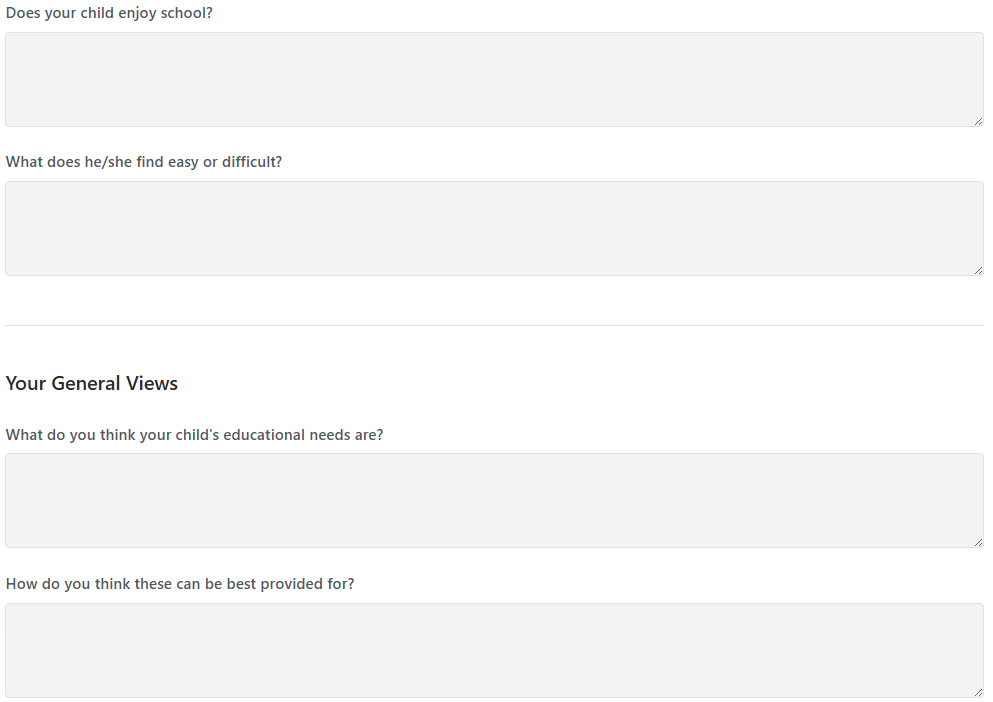 Does your child enjoy school?
What does he/she find easy or difficult?
Your General Views
What do you think your child's educational needs are?
How do you think these can be best provided for?